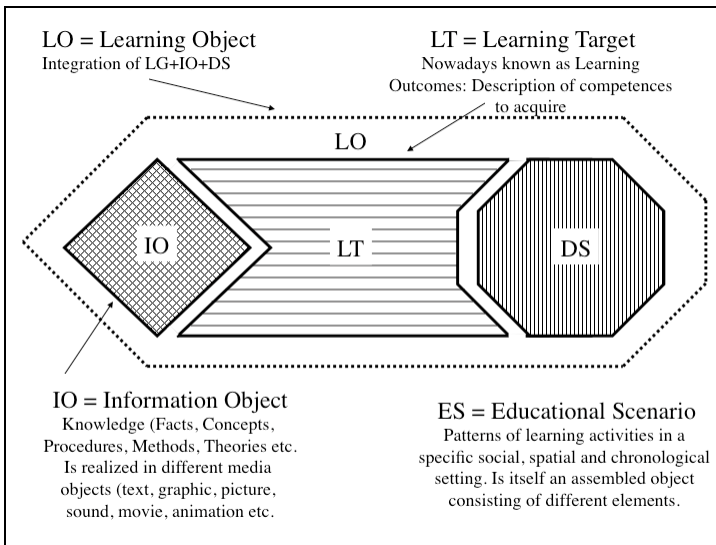 LO = Learning Object
Integration of LG+IO+DS
LT = Learning Target
Nowadays known as Learning
Outcomes: Description of competences
to acquire
LO
IO
LT
DS
IO = Information Object
Knowledge (Facts, Concepts,
Procedures, Methods, Theories etc.
Is realized in different media
objects (text, graphic, picture,
sound, movie, animation etc.
ES = Educational Scenario
Patterns of learning activities in a
specific social, spatial and chronological
setting. Is itself an assembled object
consisting of different elements.